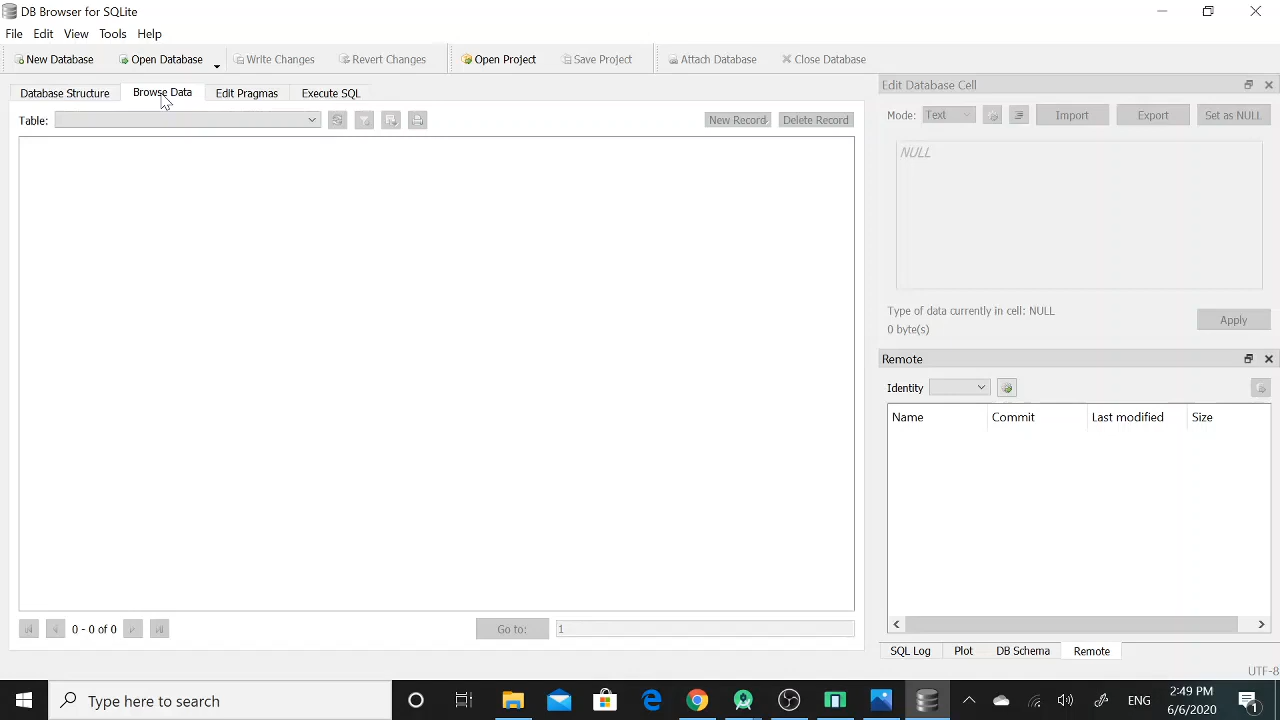 DB Browser for SQLite
File Edit View Tools Help
New Database Open Database Write Changes Revert Changes Open Project Save Project Attach Database Close Database
Database Structure Browse Data Edit Pragmas Execute SQL
Table: New Record Delete Record
0 - 0 of 0 Go to: 1
Edit Database Cell
Mode: Text Import Export Set as NULL
NULL
Type of data currently in cell: NULL
0 byte(s) Apply
Remote
Identity
Name Commit Last modified Size
SQL Log Plot DB Schema Remote
UTF-8
Type here to search ENG 2:49 PM
6/6/2020 1